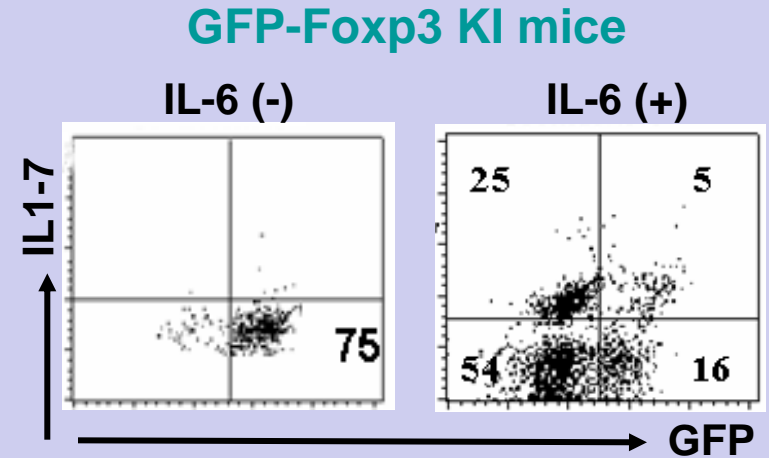 GFP-Foxp3 KI mice
IL-6 (-)
IL-6 (+)
IL1-7
75
25
5
54
16
GFP